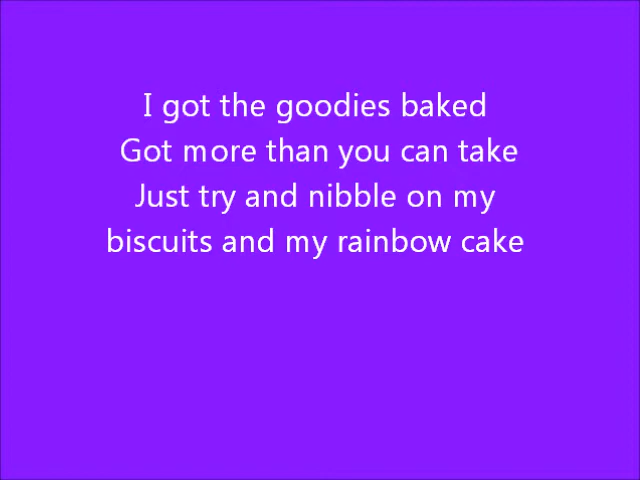 I got the goodies baked
Got more than you can take
Just try and nibble on my
biscuits and my rainbow cake